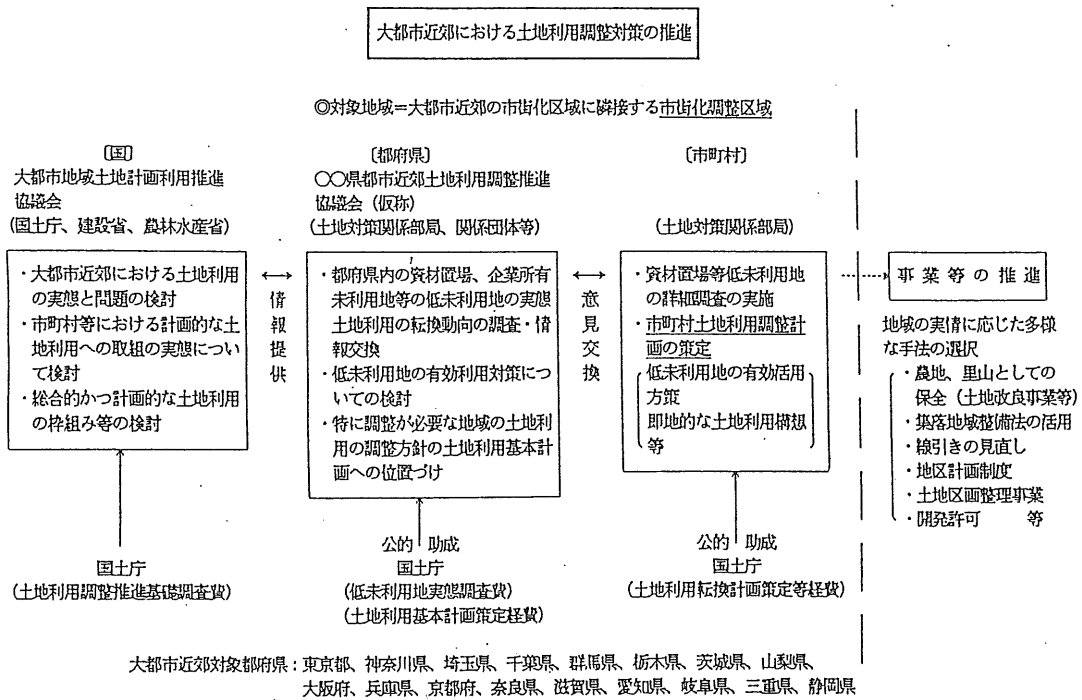 大都市近郊における土地利用調整対策の推進
◎対象地域＝大都市近郊の市街化区域に隣接する市街化調整区域
〔国〕
大都市地域土地計画利用推進
協議会
(国土庁、建設省、農林水産省)
・大都市近郊における土地利用
の実態と問題の検討
・市町村等における計画的な土
地利用への取組の実態につい
て検討
・総合的かつ計画的な土地利用
の枠組み等の検討
国土庁
(土地利用調整推進基礎調査費)
↔
情報提供
〔都府県〕
〇〇県都市近郊土地利用調整推進
協議会（仮称）
(土地対策関係部局、関係団体等)
・都府県内の資材置場、企業所有
未利用地等の低未利用地の実態
土地利用の転換動向の調査・情
報交換
・低未利用地の有効利用対策につ
いての検討
・特に調整が必要な地域の土地利
用の調整方針の土地利用基本計
画への位置づけ
公的 助成
国土庁
(低未利用地実態調査費)
(土地利用基本計画策定経費)
↔
意見交換
〔市町村〕
(土地対策関係部局)
・資材置場等低未利用地
の詳細調査の実施
・市町村土地利用調整計
画の策定
低未利用地の有効活用
方策
即地的な土地利用構想
等
公的 助成
国土庁
(土地利用転換計画策定等経費)
事業等の推進
地域の実情に応じた多様
な手法の選択
・農地、里山としての
保全（土地改良事業等)
・集落地域整備法の活用
・線引きの見直し
・地区計画制度
・土地区画整理事業
・開発許可 等
大都市近郊対象都府県：東京都、神奈川県、埼玉県、千葉県、群馬県、栃木県、茨城県、山梨県、
大阪府、兵庫県、京都府、奈良県、滋賀県、愛知県、岐阜県、三重県、静岡県